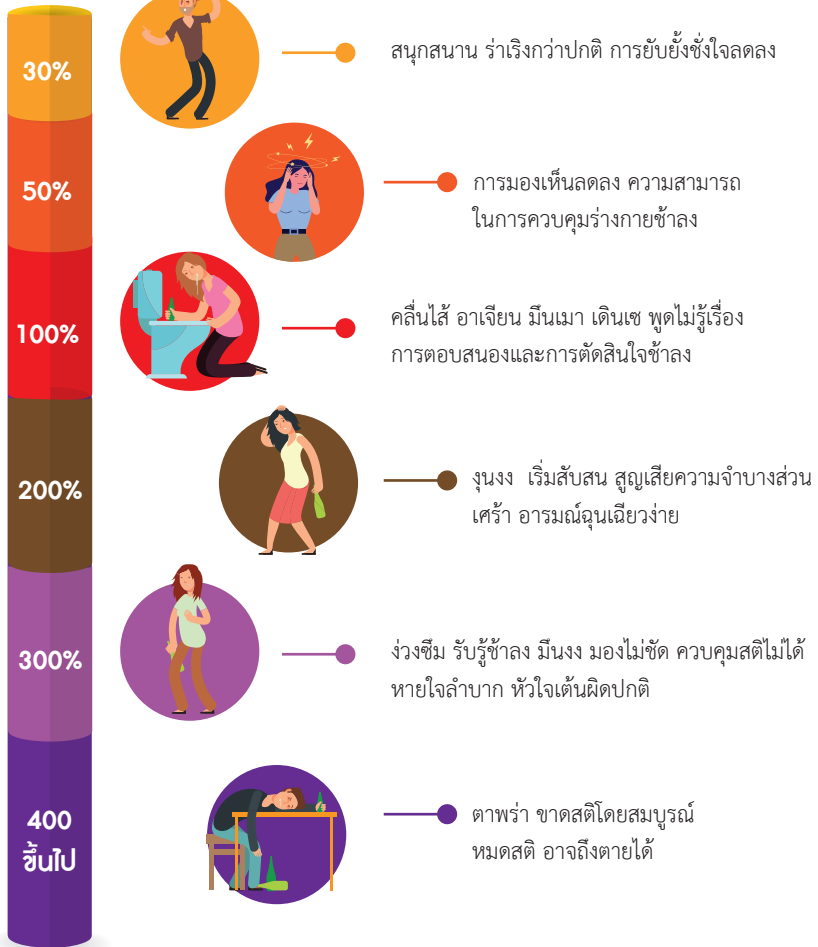 30%
สนุกสนาน ร่าเริงกว่าปกติ การยับยั้งชั่งใจลดลง
50%
การมองเห็นลดลง ความสามารถ
ในการควบคุมร่างกายช้าลง
100%
คลื่นไส้ อาเจียน มึนเมา เดินเซ พูดไม่รู้เรื่อง
การตอบสนองและการตัดสินใจช้าลง
200%
งุนงง เริ่มสับสน สูญเสียความจำบางส่วน
เศร้า อารมณ์ฉุนเฉียวง่าย
300%
ง่วงซึม รับรู้ช้าลง มึนงง มองไม่ชัด ควบคุมสติไม่ได้
หายใจลำบาก หัวใจเต้นผิดปกติ
400
ขึ้นไป
ตาพร่า ขาดสติโดยสมบูรณ์
หมดสติ อาจถึงตายได้